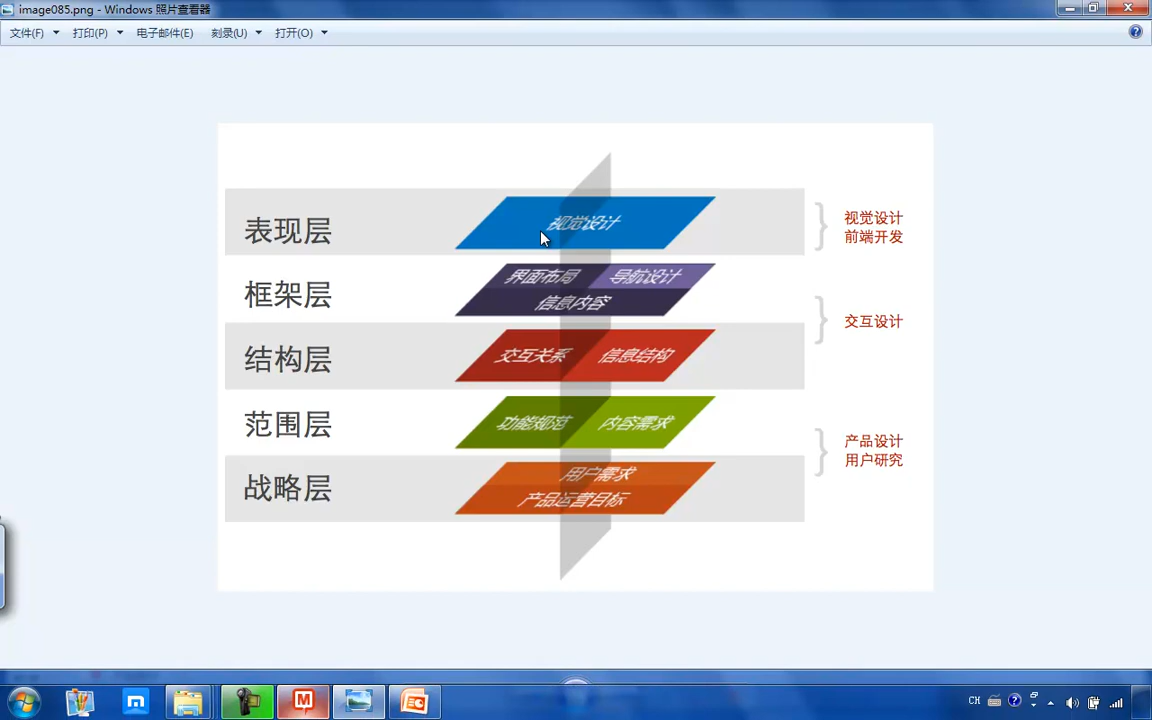 image085.png - Windows 照片查看器
文件(F) 打印(P) 电子邮件(E) 刻录(U) 打开(O)
表现层
视觉设计
视觉设计
前端开发
框架层
界面布局 导航设计
信息内容
交互设计
结构层
交互关系 信息结构
范围层
功能规范 内容需求
产品设计
用户研究
战略层
用户需求
产品运营目标
CH